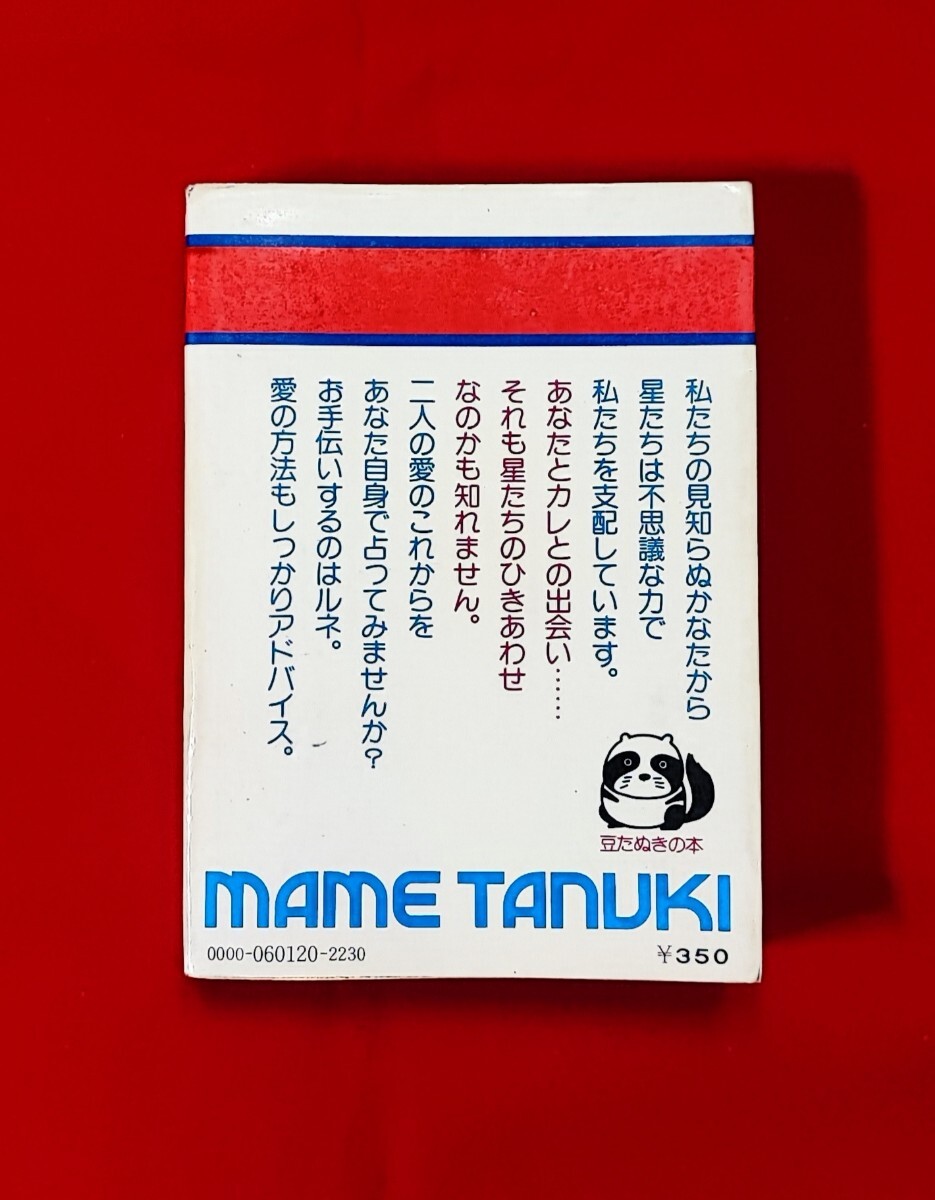 私たちの見知らぬかなたから
星たちは不思議な力で
私たちを支配しています。
あなたとカレとの出会い……
それも星たちのひきあわせ
なのかも知れません。
二人の愛のこれからを
あなた自身で占ってみませんか?
お手伝いするのはルネ。
愛の方法もしっかりアドバイス。
豆たぬきの本
MAME TANUKI
0000-060120-2230
¥350